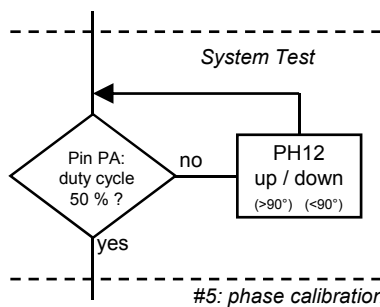 System Test
Pin PA:
duty cycle
50 % ?
no
PH12
up / down
(>90°) (<90°)
yes
#5: phase calibration